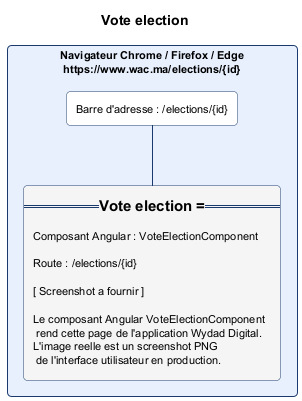 Vote election
Navigateur Chrome / Firefox / Edge
https://www.wac.ma/elections/{id}
Barre d'adresse : /elections/{id}
Vote election =
Composant Angular : VoteElectionComponent
Route : /elections/{id}
[ Screenshot a fournir ]
Le composant Angular VoteElectionComponent
rend cette page de l'application Wydad Digital.
L'image reelle est un screenshot PNG
de l'interface utilisateur en production.